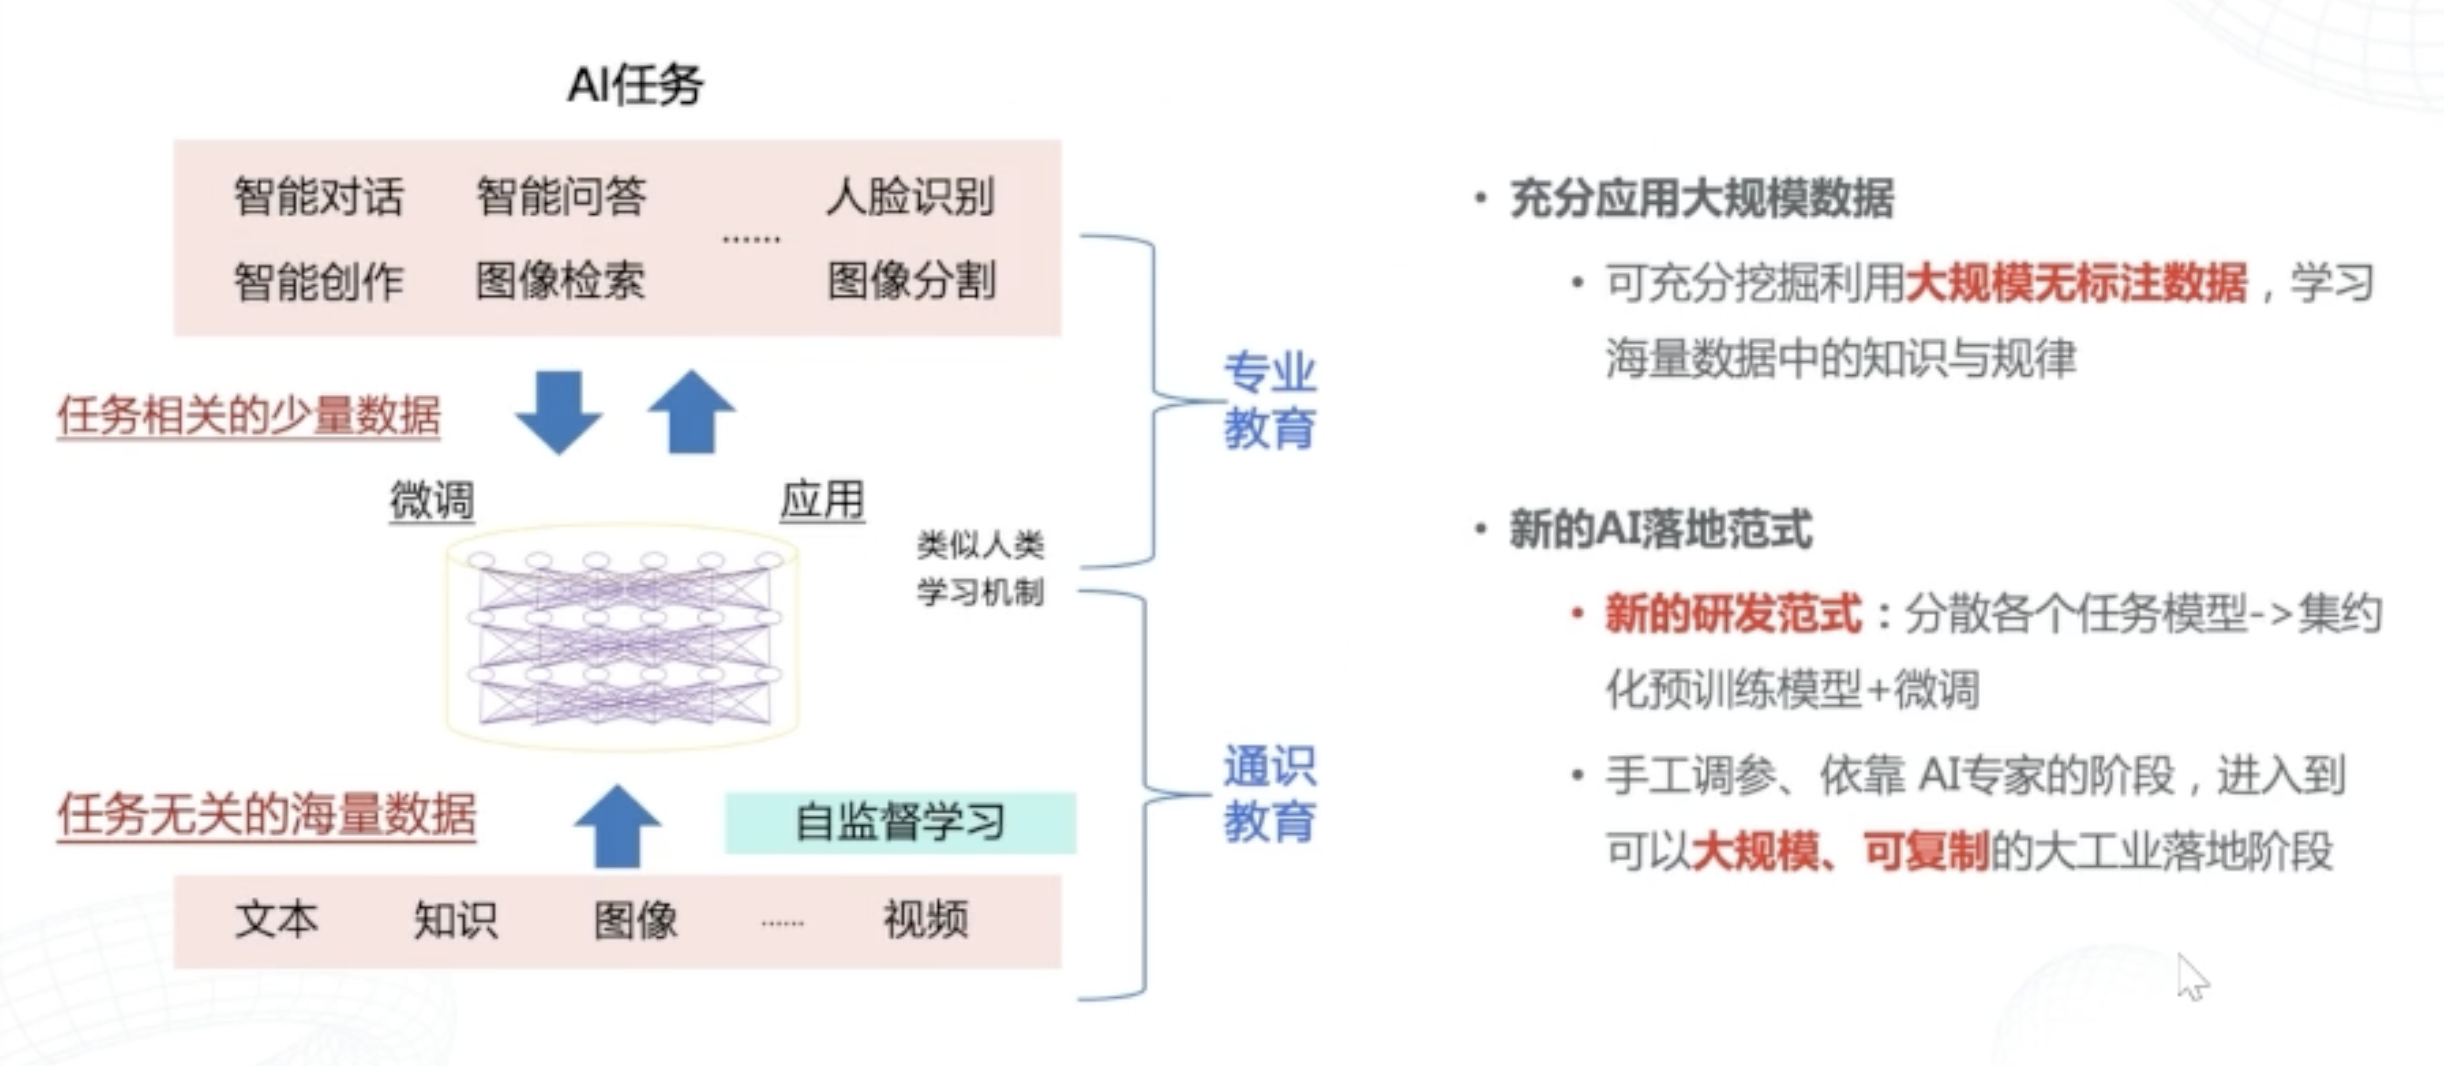 AI任务
智能对话 智能问答 人脸识别
......
智能创作 图像检索 图像分割
任务相关的少量数据
微调 应用
类似人类
学习机制
专业
教育
任务无关的海量数据
自监督学习
通识
教育
文本 知识 图像 ...... 视频
• 充分应用大规模数据
• 可充分挖掘利用大规模无标注数据，学习
海量数据中的知识与规律
• 新的AI落地范式
• 新的研发范式：分散各个任务模型->集约
化预训练模型+微调
• 手工调参、依靠 AI专家的阶段，进入到
可以大规模、可复制的大工业落地阶段